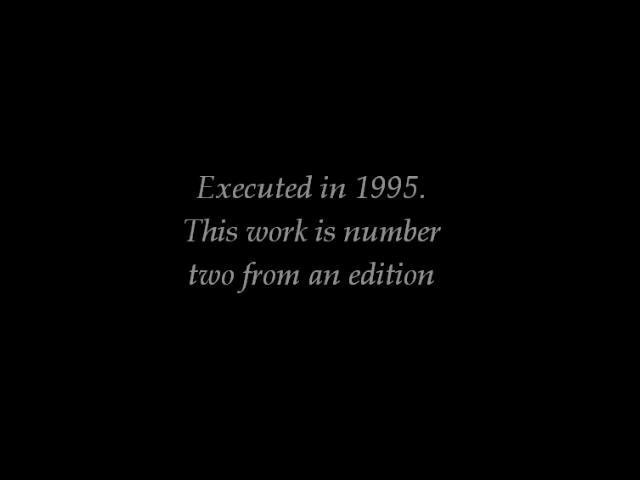 Executed in 1995.
This work is number
two from an edition